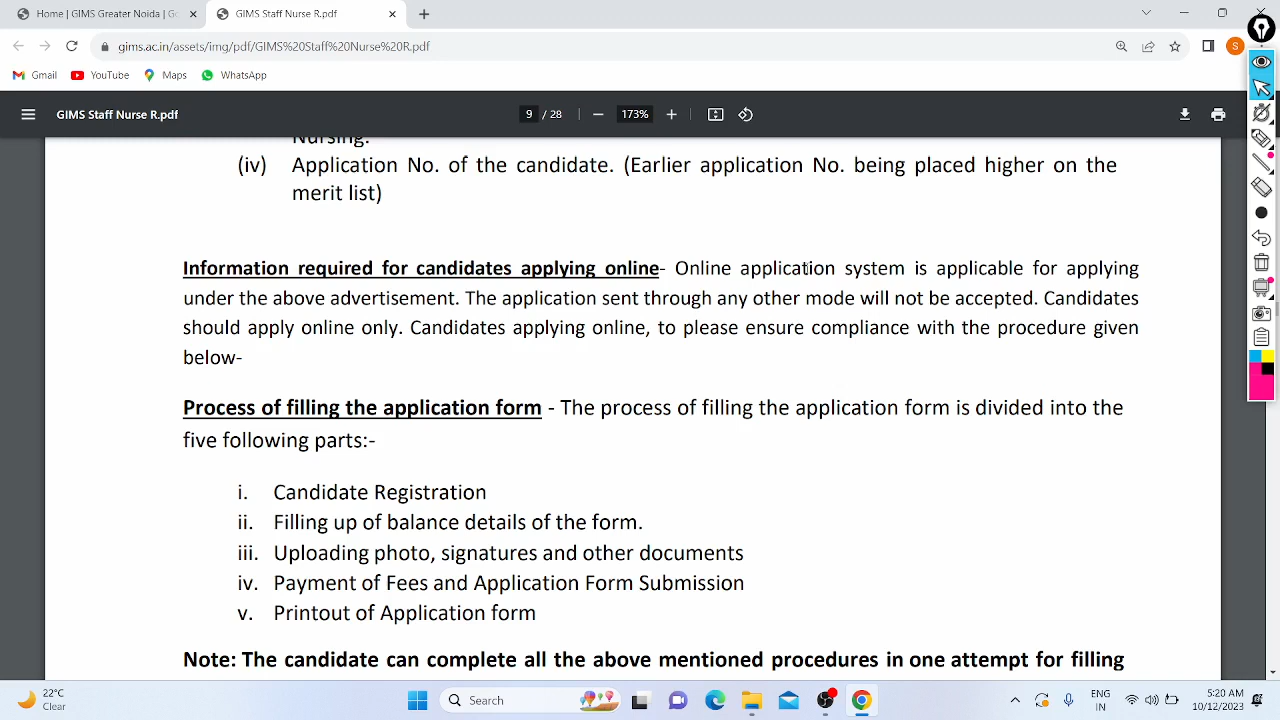 Home | GIMS Greater Noida | Go
GIMS Staff Nurse R.pdf
gims.ac.in/assets/img/pdf/GIMS%20Staff%20Nurse%20R.pdf
S
Gmail YouTube Maps WhatsApp
GIMS Staff Nurse R.pdf
9 / 28
173%
Nursing.
(iv) Application No. of the candidate. (Earlier application No. being placed higher on the
merit list)
Information required for candidates applying online- Online application system is applicable for applying
under the above advertisement. The application sent through any other mode will not be accepted. Candidates
should apply online only. Candidates applying online, to please ensure compliance with the procedure given
below-
Process of filling the application form - The process of filling the application form is divided into the
five following parts:-
i. Candidate Registration
ii. Filling up of balance details of the form.
iii. Uploading photo, signatures and other documents
iv. Payment of Fees and Application Form Submission
v. Printout of Application form
Note: The candidate can complete all the above mentioned procedures in one attempt for filling
22°C
Clear
Search
ENG
IN
5:20 AM
10/12/2023